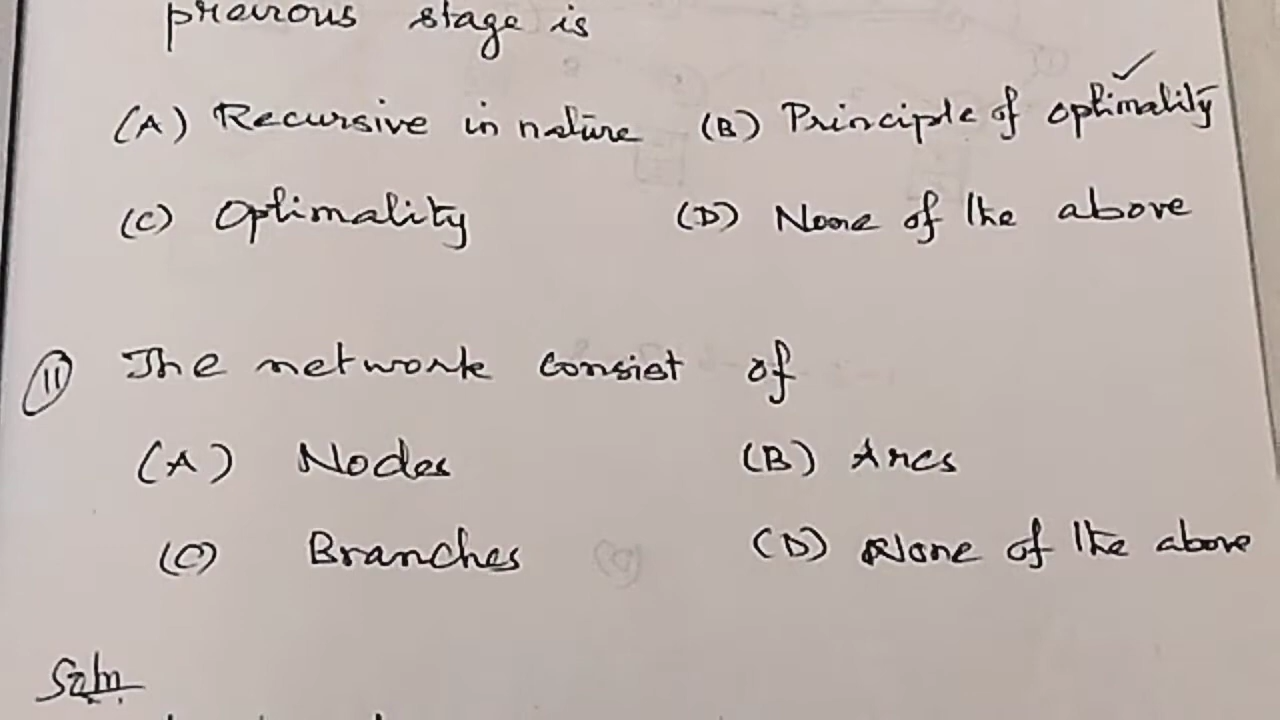 previous stage is
(A) Recursive in nature (B) Principle of optimality
(C) Optimality (D) None of the above
11 The network consist of
(A) Nodes (B) Arcs
(C) Branches (D) None of the above
Soln